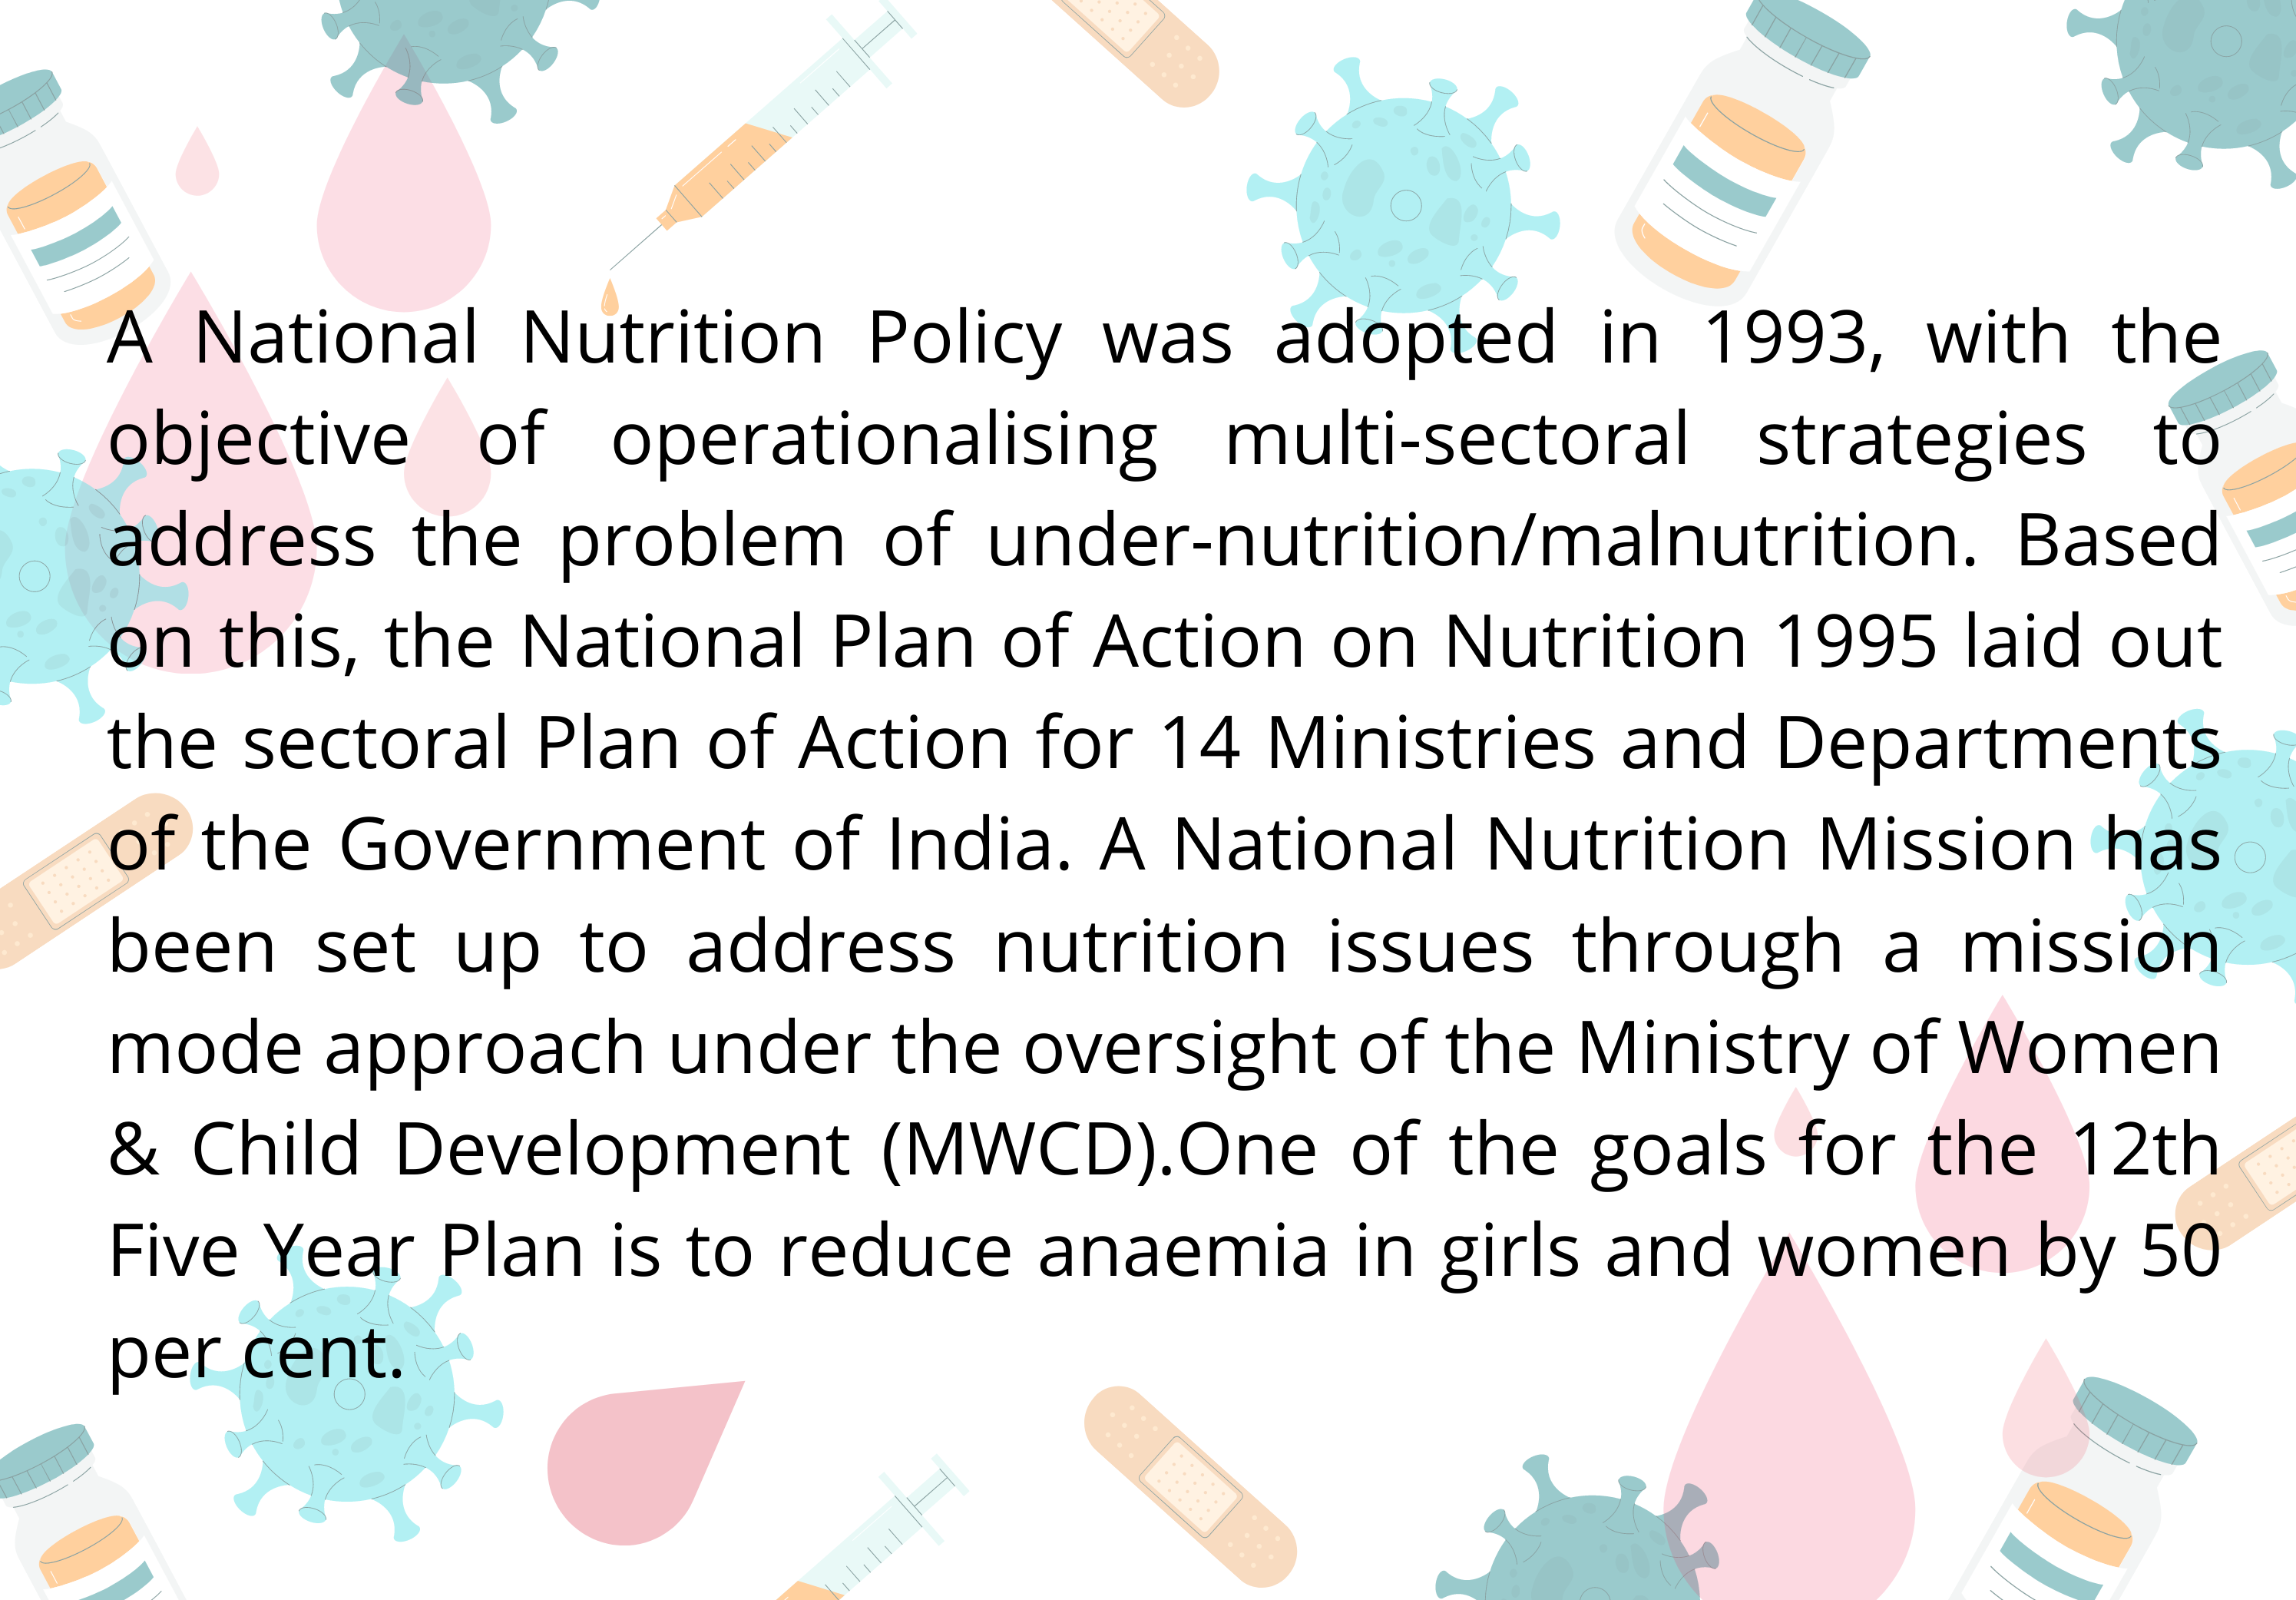 A National Nutrition Policy was adopted in 1993, with the
objective of operationalising multi-sectoral strategies to
address the problem of under-nutrition/malnutrition. Based
on this, the National Plan of Action on Nutrition 1995 laid out
the sectoral Plan of Action for 14 Ministries and Departments
of the Government of India. A National Nutrition Mission has
been set up to address nutrition issues through a mission
mode approach under the oversight of the Ministry of Women
& Child Development (MWCD).One of the goals for the 12th
Five Year Plan is to reduce anaemia in girls and women by 50
per cent.